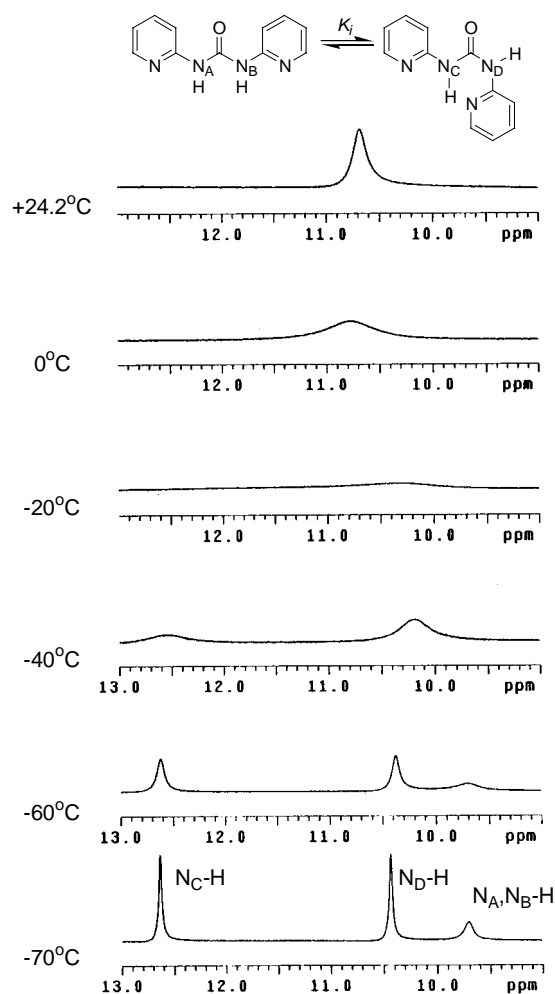 O Kᵢ O
N N_A N_B N N N_C N_D H
H H H N
+24.2°C
12.0 11.0 10.0 ppm
0°C
12.0 11.0 10.0 ppm
-20°C
12.0 11.0 10.0 ppm
-40°C
13.0 12.0 11.0 10.0 ppm
-60°C
13.0 12.0 11.0 10.0 ppm
N_C-H N_D-H N_A,N_B-H
-70°C
13.0 12.0 11.0 10.0 ppm